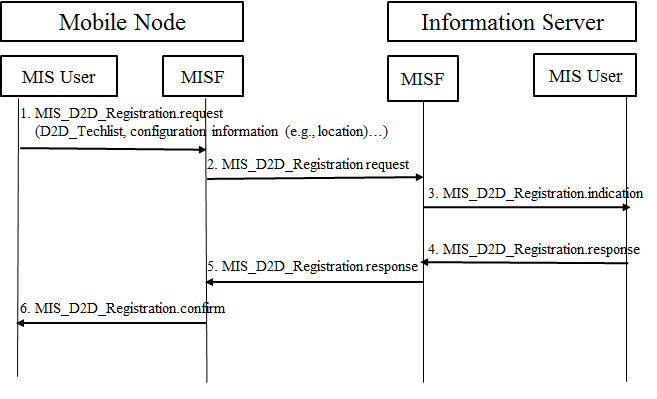 Mobile Node
Information Server
MIS User
MISF
MISF
MIS User
1. MIS_D2D_Registration.request
(D2D_Techlist, configuration information (e.g., location)…)
2. MIS_D2D_Registration request
3. MIS_D2D_Registration.indication
4. MIS_D2D_Registration.response
5. MIS_D2D_Registration response
6. MIS_D2D_Registration.confirm